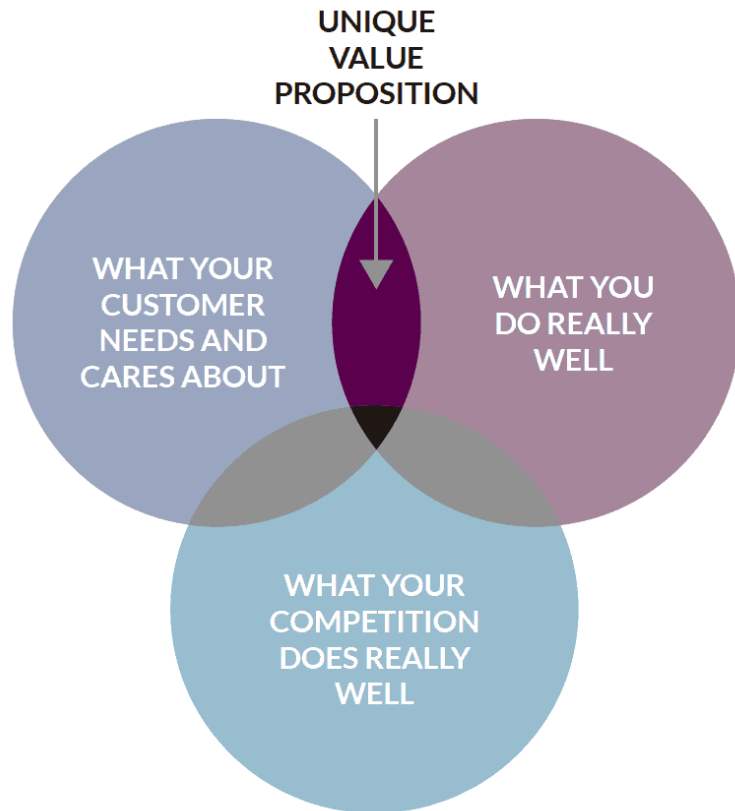 UNIQUE
VALUE
PROPOSITION
WHAT YOUR
CUSTOMER
NEEDS AND
CARES ABOUT
WHAT YOU
DO REALLY
WELL
WHAT YOUR
COMPETITION
DOES REALLY
WELL